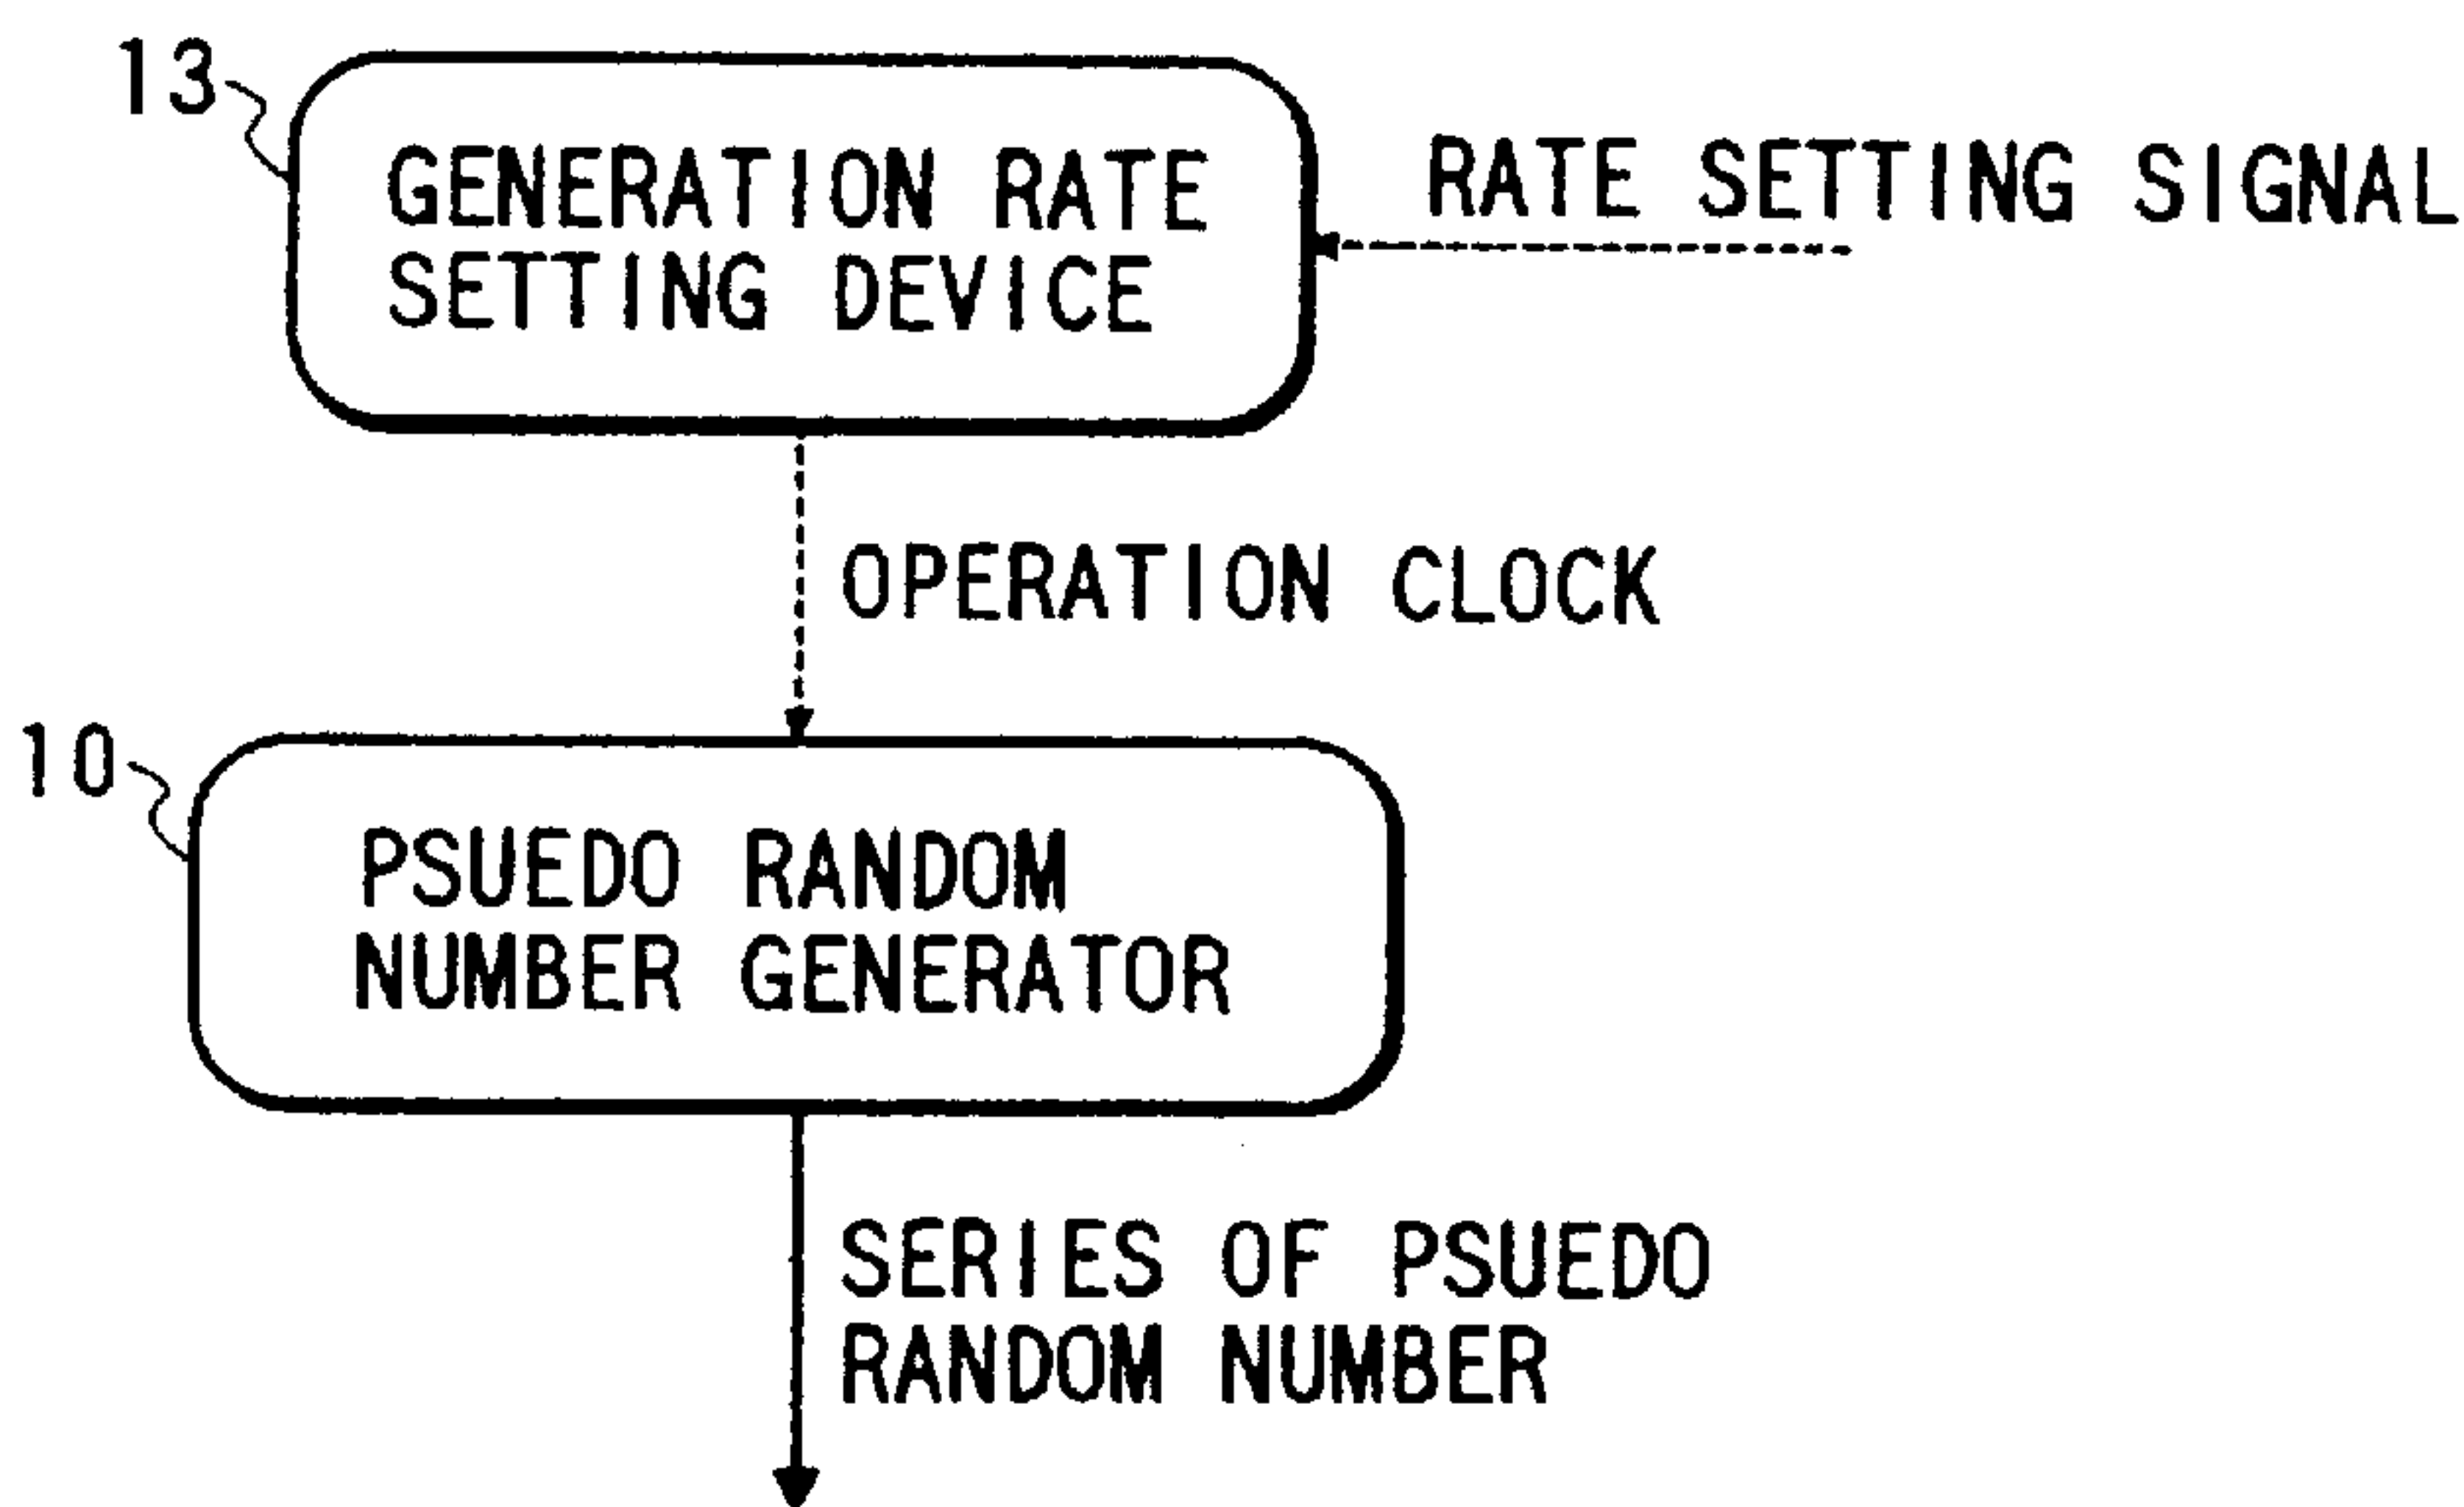 13
GENERATION RATE
SETTING DEVICE
RATE SETTING SIGNAL
OPERATION CLOCK
10
PSUEDO RANDOM
NUMBER GENERATOR
SERIES OF PSUEDO
RANDOM NUMBER